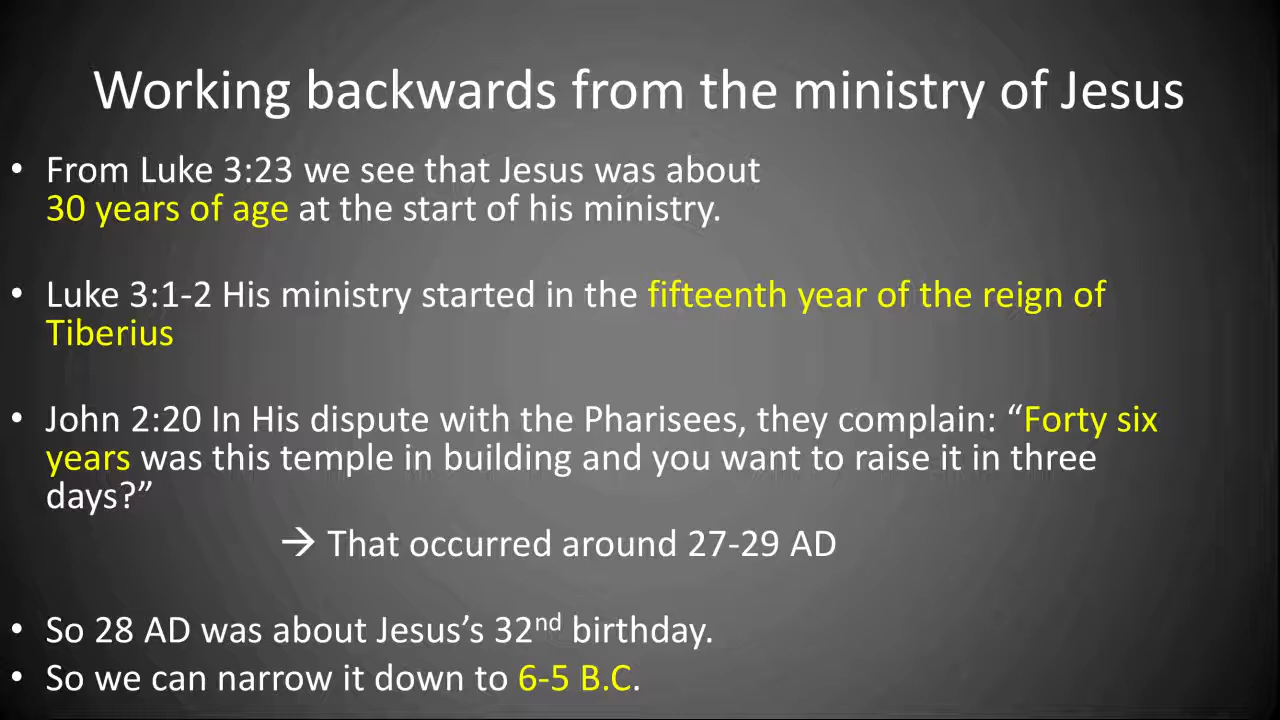 Working backwards from the ministry of Jesus
• From Luke 3:23 we see that Jesus was about
30 years of age at the start of his ministry.
• Luke 3:1-2 His ministry started in the fifteenth year of the reign of
Tiberius
• John 2:20 In His dispute with the Pharisees, they complain: “Forty six
years was this temple in building and you want to raise it in three
days?”
→ That occurred around 27-29 AD
• So 28 AD was about Jesus’s 32nd birthday.
• So we can narrow it down to 6-5 B.C.